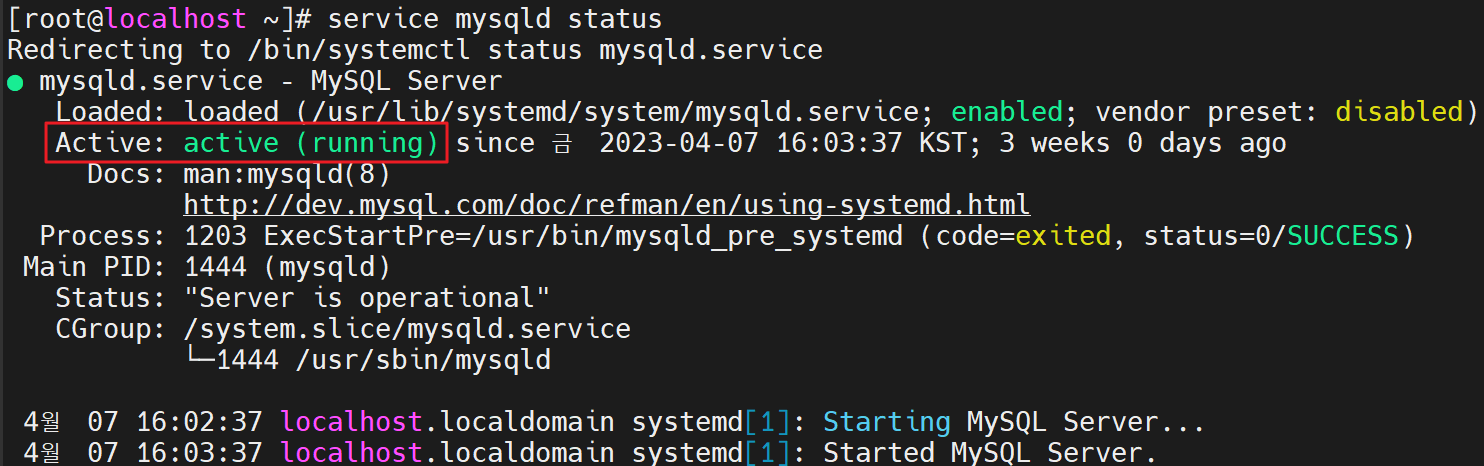 [root@localhost ~]# service mysqld status
Redirecting to /bin/systemctl status mysqld.service
● mysqld.service - MySQL Server
   Loaded: loaded (/usr/lib/systemd/system/mysqld.service; enabled; vendor preset: disabled)
   Active: active (running) since 금  2023-04-07 16:03:37 KST; 3 weeks 0 days ago
     Docs: man:mysqld(8)
           http://dev.mysql.com/doc/refman/en/using-systemd.html
  Process: 1203 ExecStartPre=/usr/bin/mysqld_pre_systemd (code=exited, status=0/SUCCESS)
 Main PID: 1444 (mysqld)
   Status: "Server is operational"
   CGroup: /system.slice/mysqld.service
           └─1444 /usr/sbin/mysqld
 4월  07 16:02:37 localhost.localdomain systemd[1]: Starting MySQL Server...
 4월  07 16:03:37 localhost.localdomain systemd[1]: Started MySQL Server.